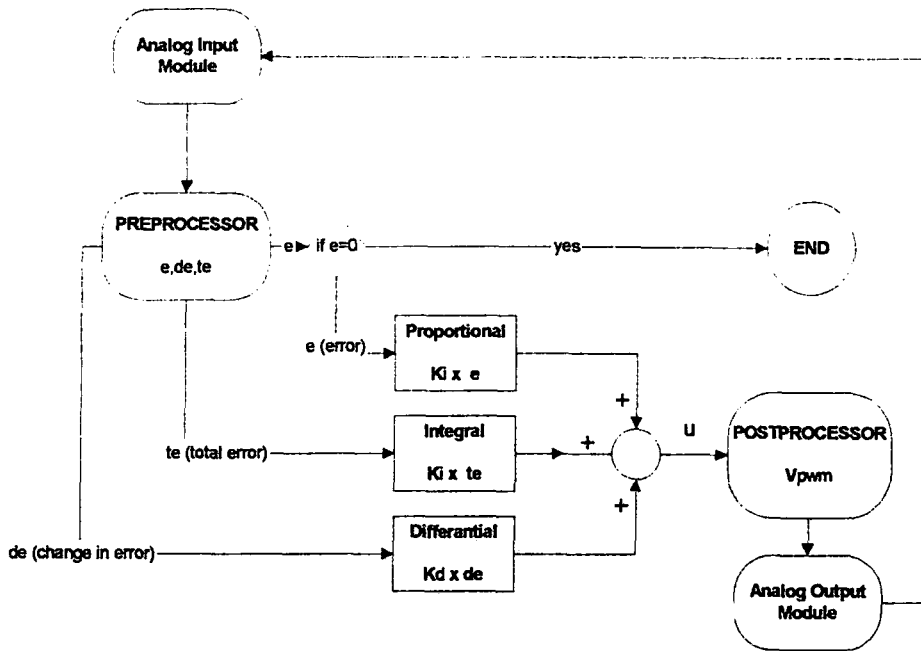 Analog Input
Module
PREPROCESSOR
e,de,te
e
if e=0
yes
END
e (error)
Proportional
Ki x e
te (total error)
Integral
Ki x te
de (change in error)
Differantial
Kd x de
+
+
+
u
POSTPROCESSOR
Vpwm
Analog Output
Module